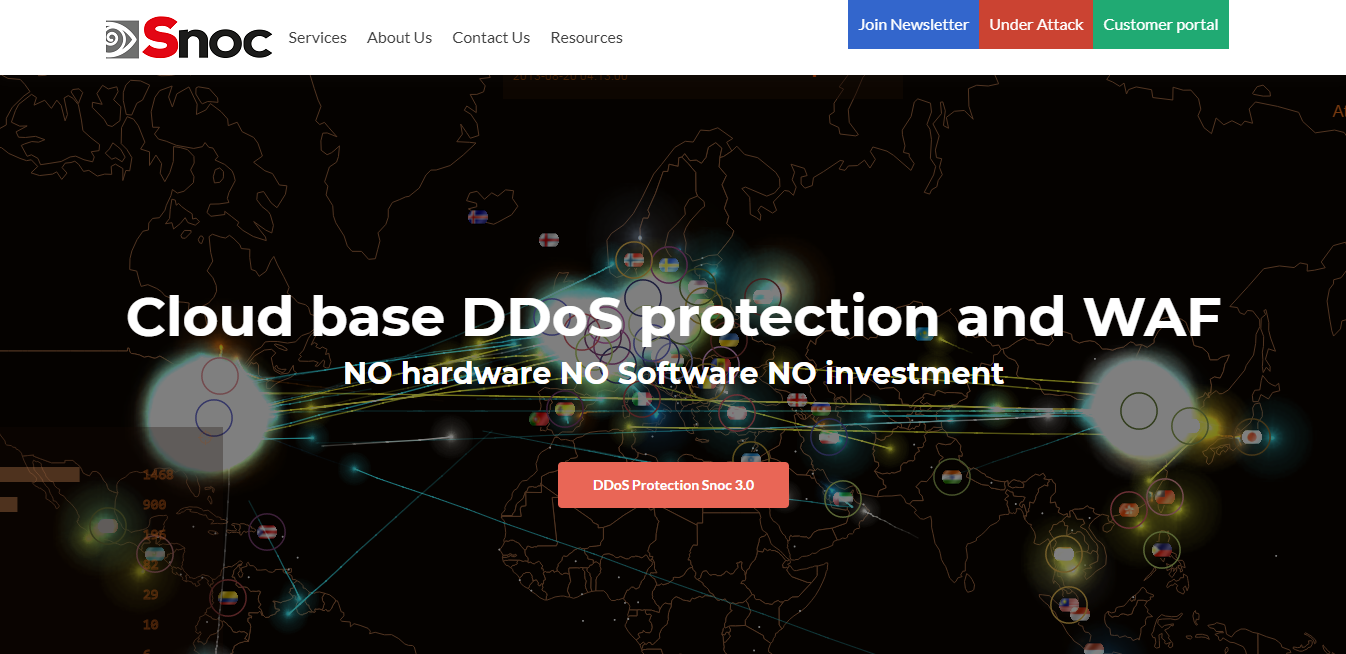 Snoc
Services
About Us
Contact Us
Resources
Join Newsletter
Under Attack
Customer portal
Cloud base DDoS protection and WAF
NO hardware NO Software NO investment
DDoS Protection Snoc 3.0
1468
900
29
10